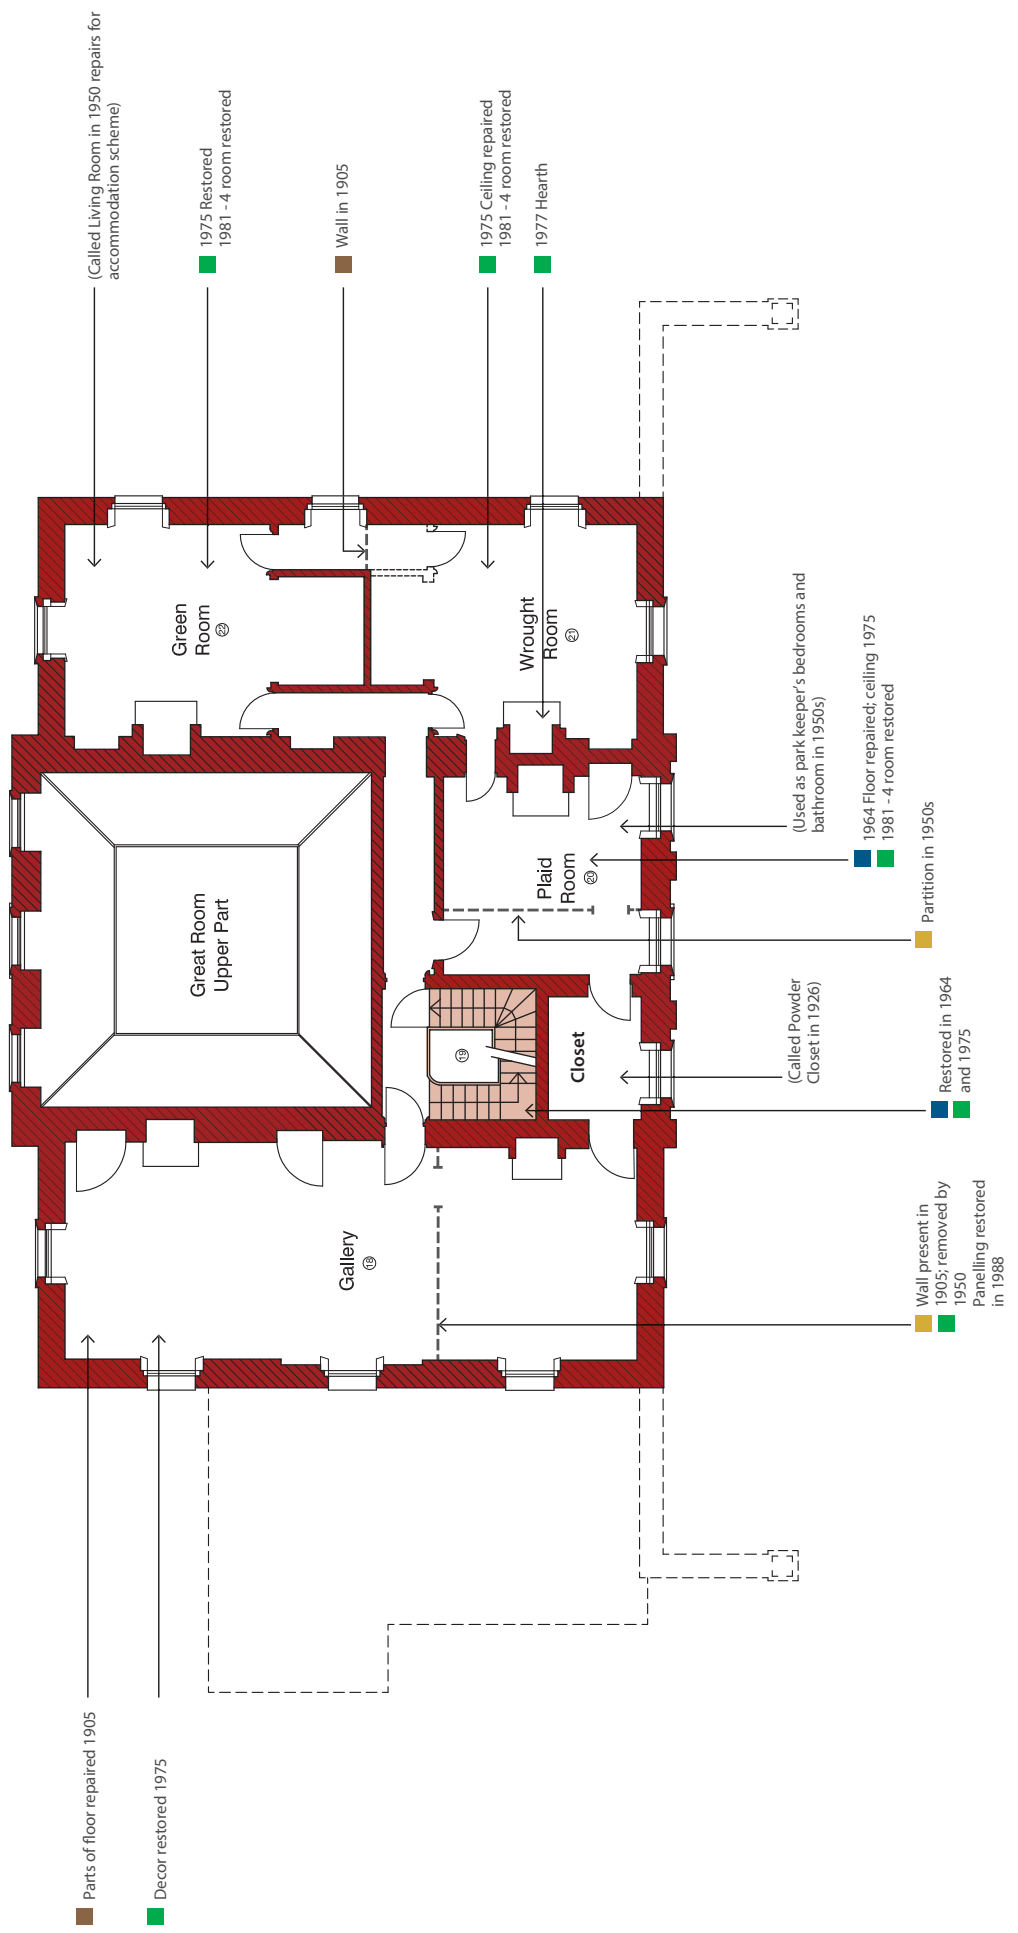 (Called Living Room in 1950 repairs for
accommodation scheme)
1975 Restored
1981 - 4 room restored
Wall in 1905
1975 Ceiling repaired
1981 - 4 room restored
1977 Hearth
Green
Room
22
Wrought
Room
21
Great Room
Upper Part
Plaid
Room
20
19
Closet
Gallery
18
(Used as park keeper's bedrooms and
bathroom in 1950s)
1964 Floor repaired; ceiling 1975
1981 - 4 room restored
Partition in 1950s
(Called Powder
Closet in 1926)
Restored in 1964
and 1975
Wall present in
1905; removed by
1950
Panelling restored
in 1988
Parts of floor repaired 1905
Decor restored 1975